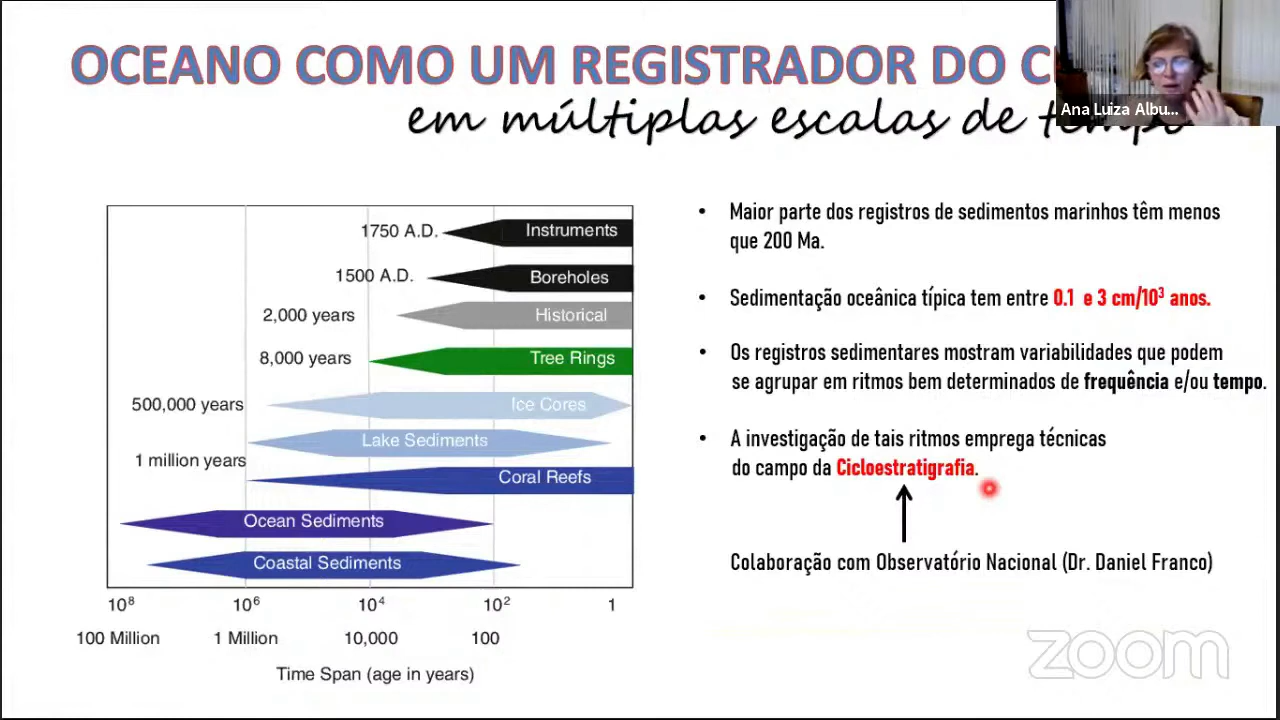 OCEANO COMO UM REGISTRADOR DO
em múltiplas escalas de
Ana Luiza Albu...
1750 A.D. Instruments
1500 A.D. Boreholes
2,000 years Historical
8,000 years Tree Rings
500,000 years Ice Cores
Lake Sediments
1 million years
Coral Reefs
Ocean Sediments
Coastal Sediments
10⁸ 10⁶ 10⁴ 10² 1
100 Million 1 Million 10,000 100
Time Span (age in years)
• Maior parte dos registros de sedimentos marinhos têm menos
que 200 Ma.
• Sedimentação oceânica típica tem entre 0.1 e 3 cm/10³ anos.
• Os registros sedimentares mostram variabilidades que podem
se agrupar em ritmos bem determinados de frequência e/ou tempo.
• A investigação de tais ritmos emprega técnicas
do campo da Cicloestratigrafia.
Colaboração com Observatório Nacional (Dr. Daniel Franco)
zoom